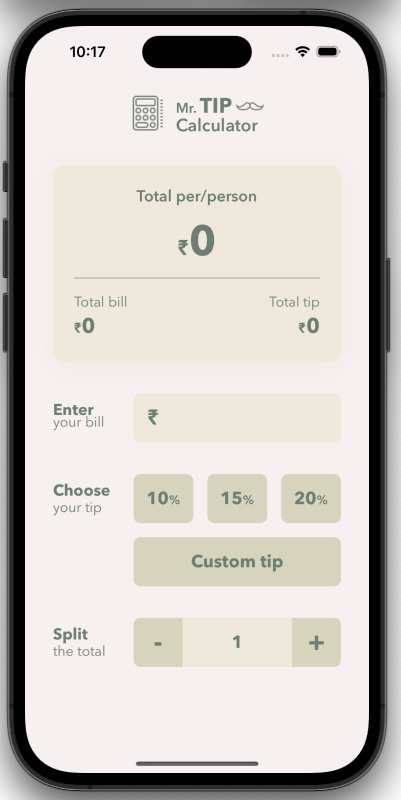 10:17
Mr. TIP
Calculator
Total per/person
₹0
Total bill Total tip
₹0 ₹0
Enter
your bill
₹
Choose
your tip
10% 15% 20%
Custom tip
Split
the total
- 1 +